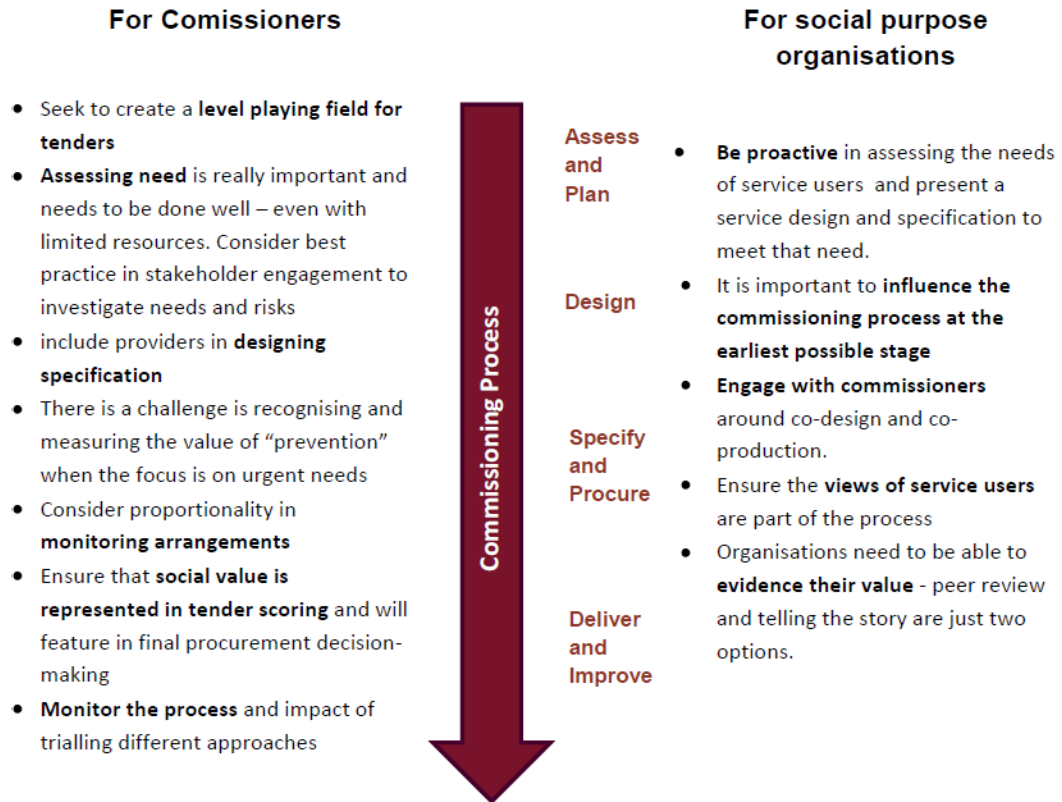 For Comissioners
• Seek to create a level playing field for
tenders
• Assessing need is really important and
needs to be done well – even with
limited resources. Consider best
practice in stakeholder engagement to
investigate needs and risks
• include providers in designing
specification
• There is a challenge is recognising and
measuring the value of “prevention”
when the focus is on urgent needs
• Consider proportionality in
monitoring arrangements
• Ensure that social value is
represented in tender scoring and will
feature in final procurement decision-
making
• Monitor the process and impact of
trialling different approaches
Commissioning Process
Assess
and
Plan
Design
Specify
and
Procure
Deliver
and
Improve
For social purpose
organisations
• Be proactive in assessing the needs
of service users and present a
service design and specification to
meet that need.
• It is important to influence the
commissioning process at the
earliest possible stage
• Engage with commissioners
around co-design and co-
production.
• Ensure the views of service users
are part of the process
• Organisations need to be able to
evidence their value - peer review
and telling the story are just two
options.